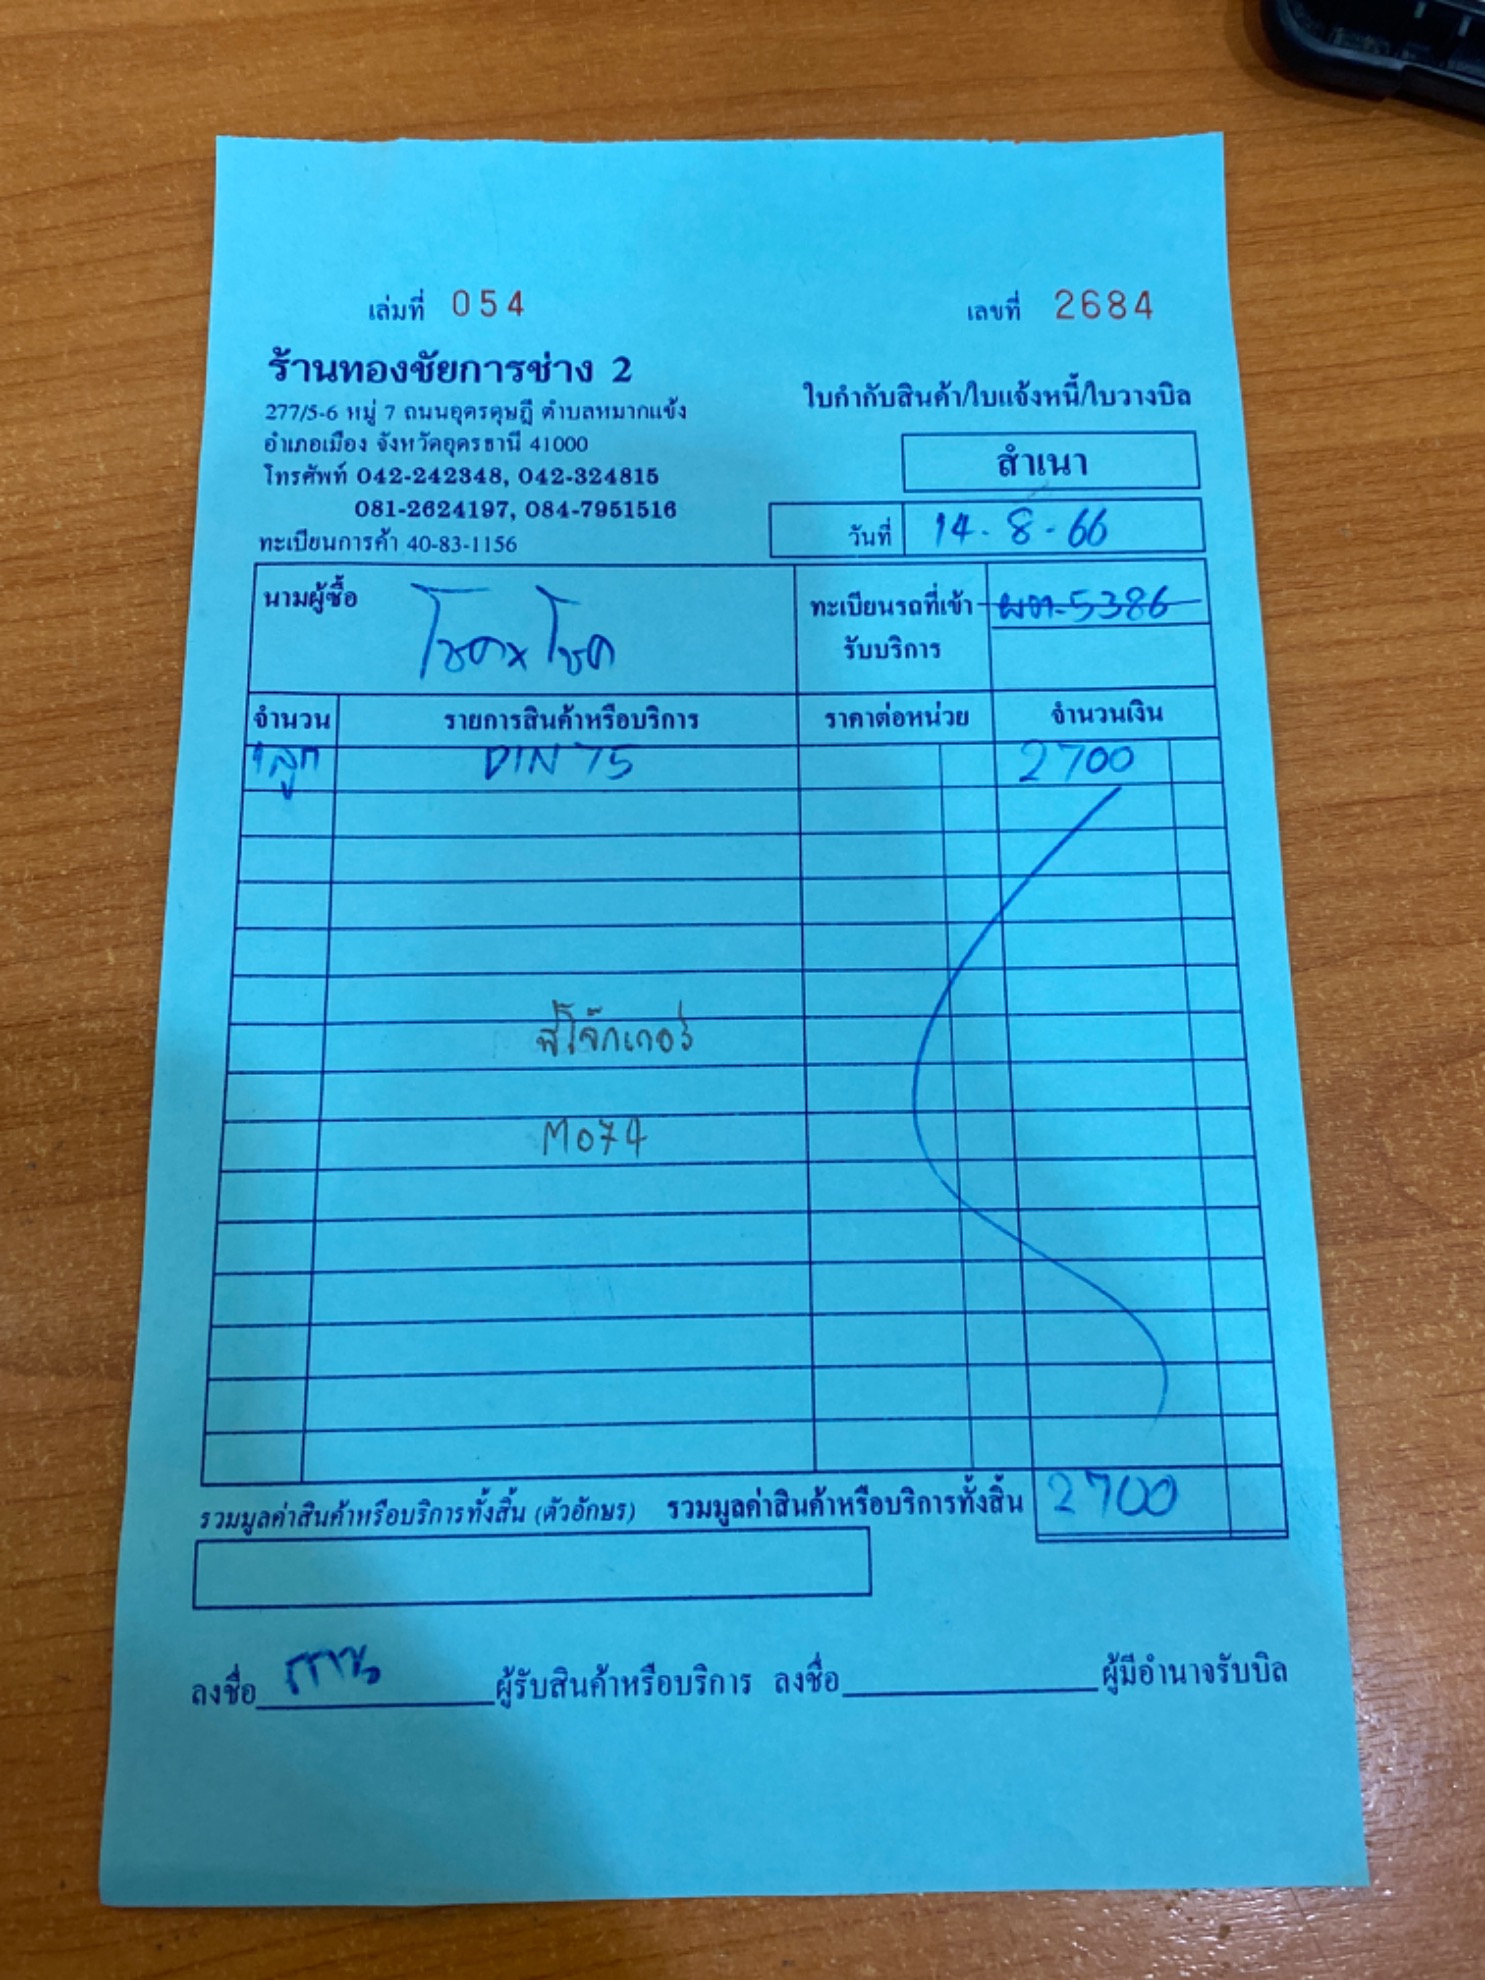 เล่มที่ 054 เลขที่ 2684
ร้านทองชัยการช่าง 2
277/5-6 หมู่ 7 ถนนอุดรดุษฎี ตำบลหมากแข้ง
อำเภอเมือง จังหวัดอุดรธานี 41000
โทรศัพท์ 042-242348, 042-324815
081-2624197, 084-7951516
ทะเบียนการค้า 40-83-1156
ใบกำกับสินค้า/ใบแจ้งหนี้/ใบวางบิล
สำเนา
วันที่ 14-8-66
นามผู้ซื้อ โชค x โชค
ทะเบียนรถที่เข้า
รับบริการ
5386
จำนวน รายการสินค้าหรือบริการ ราคาต่อหน่วย จำนวนเงิน
1 ลูก DIN 75 2700
พี่โจ๊กเกอร์
M074
รวมมูลค่าสินค้าหรือบริการทั้งสิ้น (ตัวอักษร) รวมมูลค่าสินค้าหรือบริการทั้งสิ้น 2700
ลงชื่อ ผู้รับสินค้าหรือบริการ ลงชื่อ ผู้มีอำนาจรับบิล